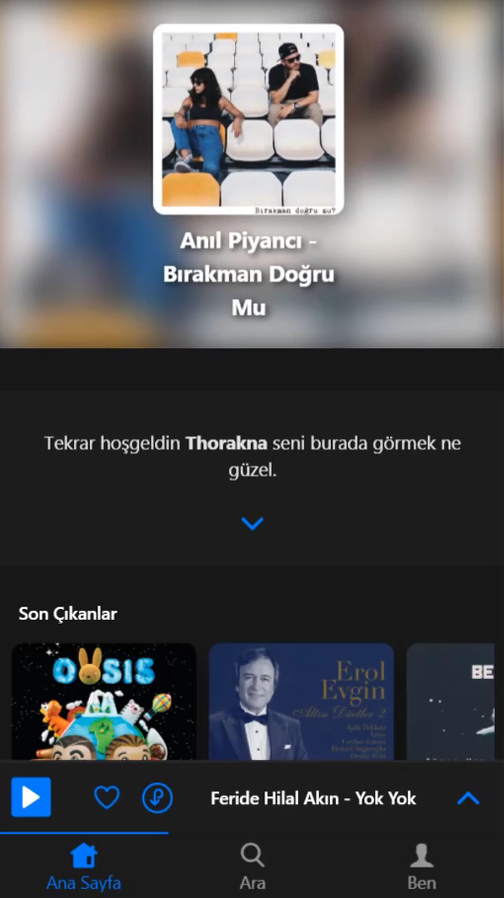 Bırakman doğru mu?
Anıl Piyancı -
Bırakman Doğru
Mu
Tekrar hoşgeldin Thorakna seni burada görmek ne
güzel.
Son Çıkanlar
OASIS
Erol
Evgin
Altın Düetler 2
BE
Feride Hilal Akın - Yok Yok
Ana Sayfa
Ara
Ben